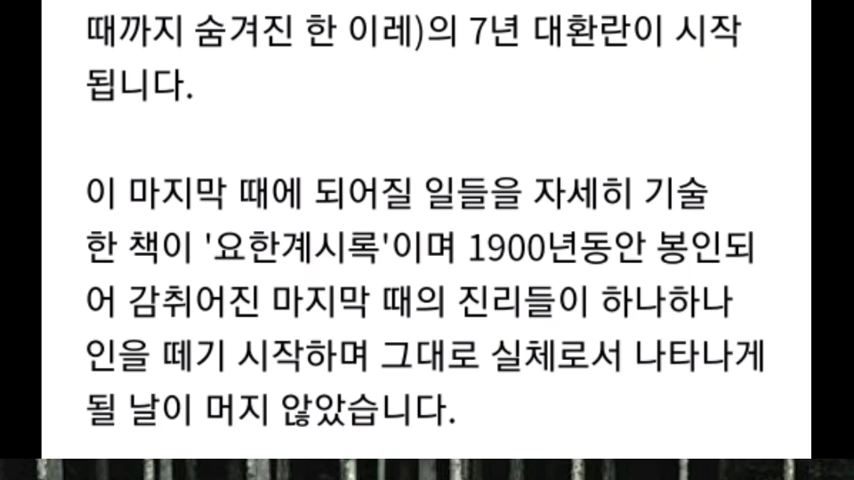 때까지 숨겨진 한 이레)의 7년 대환란이 시작
됩니다.
이 마지막 때에 되어질 일들을 자세히 기술
한 책이 '요한계시록'이며 1900년동안 봉인되
어 감취어진 마지막 때의 진리들이 하나하나
인을 떼기 시작하며 그대로 실체로서 나타나게
될 날이 머지 않았습니다.